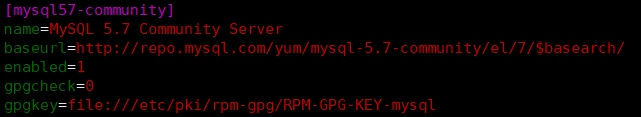 [mysql57-community]
name=MySQL 5.7 Community Server
baseurl=http://repo.mysql.com/yum/mysql-5.7-community/el/7/$basearch/
enabled=1
gpgcheck=0
gpgkey=file:///etc/pki/rpm-gpg/RPM-GPG-KEY-mysql